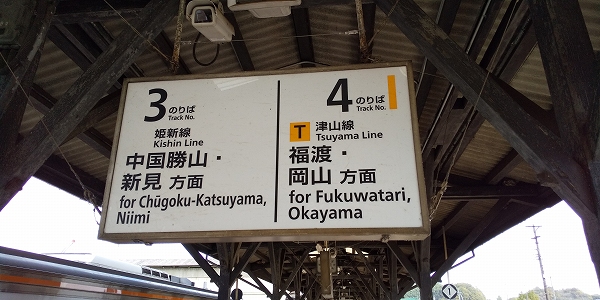 3 のりば
Track No.
姫新線
Kishin Line
中国勝山・
新見 方面
for Chūgoku-Katsuyama,
Niimi
4 のりば
Track No.
T 津山線
Tsuyama Line
福渡・
岡山 方面
for Fukuwatari,
Okayama
1